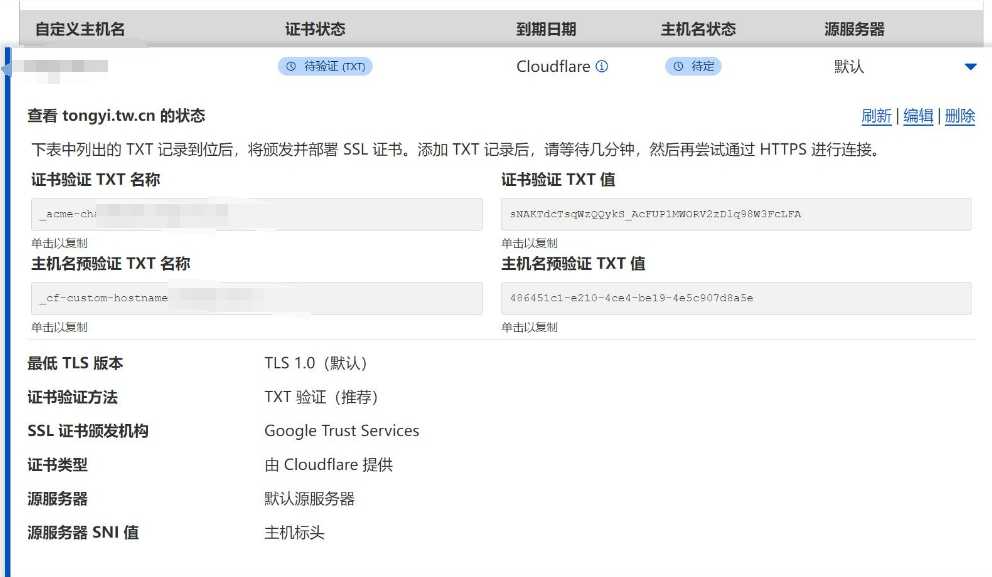 自定义主机名 证书状态 到期日期 主机名状态 源服务器
待验证 (TXT) Cloudflare 待定 默认
查看 tongyi.tw.cn 的状态 刷新 | 编辑 | 删除
下表中列出的 TXT 记录到位后，将颁发并部署 SSL 证书。添加 TXT 记录后，请等待几分钟，然后再尝试通过 HTTPS 进行连接。
证书验证 TXT 名称 证书验证 TXT 值
_acme-cha sNAKTdcTsqWzQQykS_AcFUP1MWORV2zDlq98W3FcLFA
单击以复制 单击以复制
主机名预验证 TXT 名称 主机名预验证 TXT 值
_cf-custom-hostname 486451c1-e210-4ce4-be19-4e5c907d8a5e
单击以复制 单击以复制
最低 TLS 版本 TLS 1.0（默认）
证书验证方法 TXT 验证（推荐）
SSL 证书颁发机构 Google Trust Services
证书类型 由 Cloudflare 提供
源服务器 默认源服务器
源服务器 SNI 值 主机标头